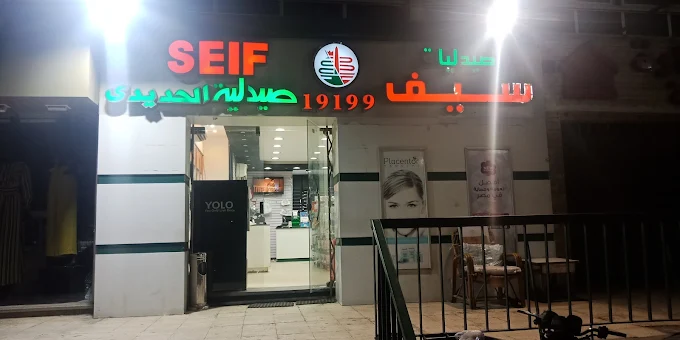 SEIF
صيدليات
سيف
19199
صيدلية الحديدى
YOLO
Placentor